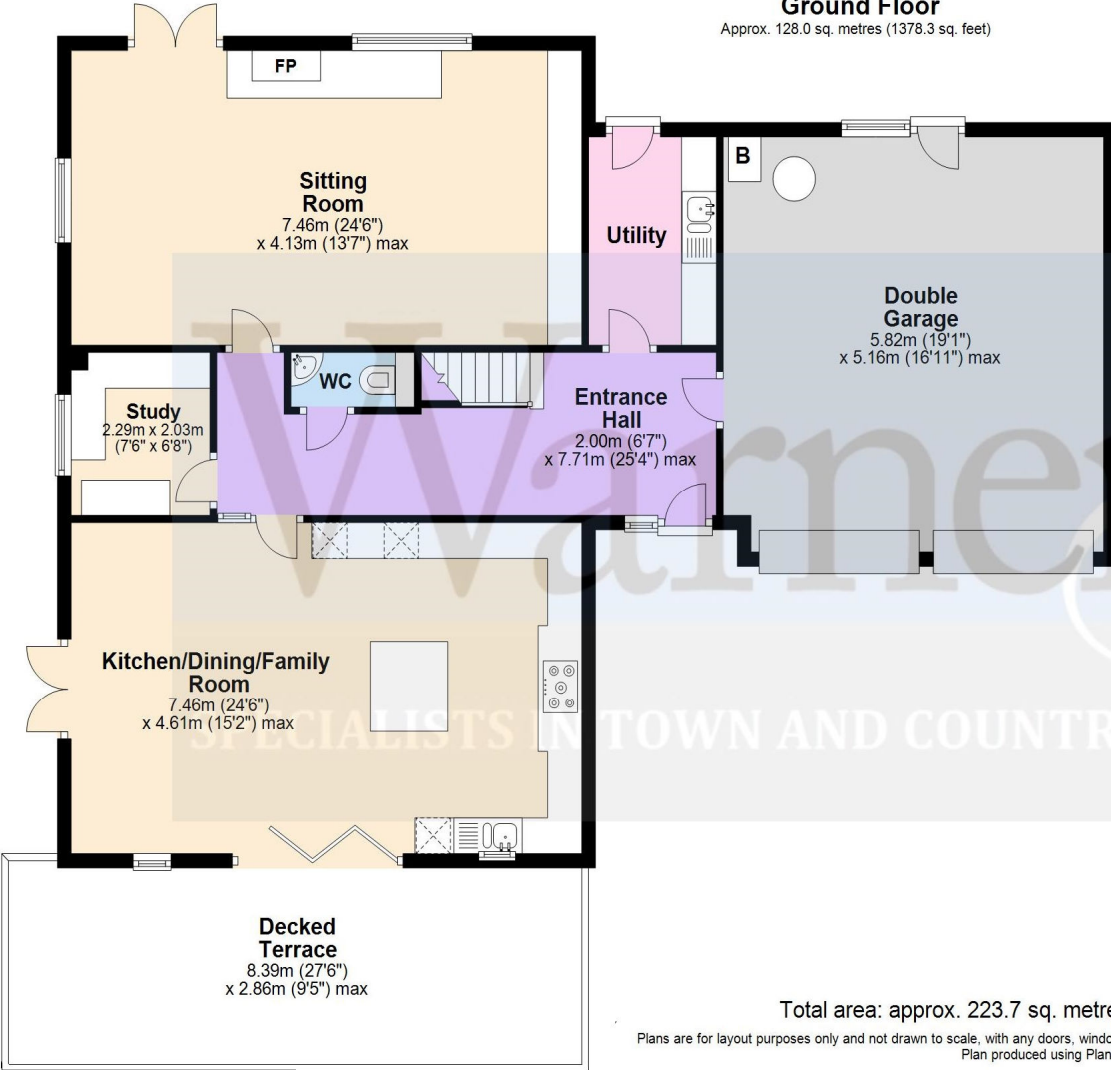 Ground Floor
Approx. 128.0 sq. metres (1378.3 sq. feet)
FP
Sitting
Room
7.46m (24'6")
x 4.13m (13'7") max
Utility
B
Double
Garage
5.82m (19'1")
x 5.16m (16'11") max
WC
Study
2.29m x 2.03m
(7'6" x 6'8")
Entrance
Hall
2.00m (6'7")
x 7.71m (25'4") max
Warne
Kitchen/Dining/Family
Room
7.46m (24'6")
x 4.61m (15'2") max
SPECIALISTS IN TOWN AND COUNTR
Decked
Terrace
8.39m (27'6")
x 2.86m (9'5") max
Total area: approx. 223.7 sq. metre
Plans are for layout purposes only and not drawn to scale, with any doors, windo
Plan produced using Plan